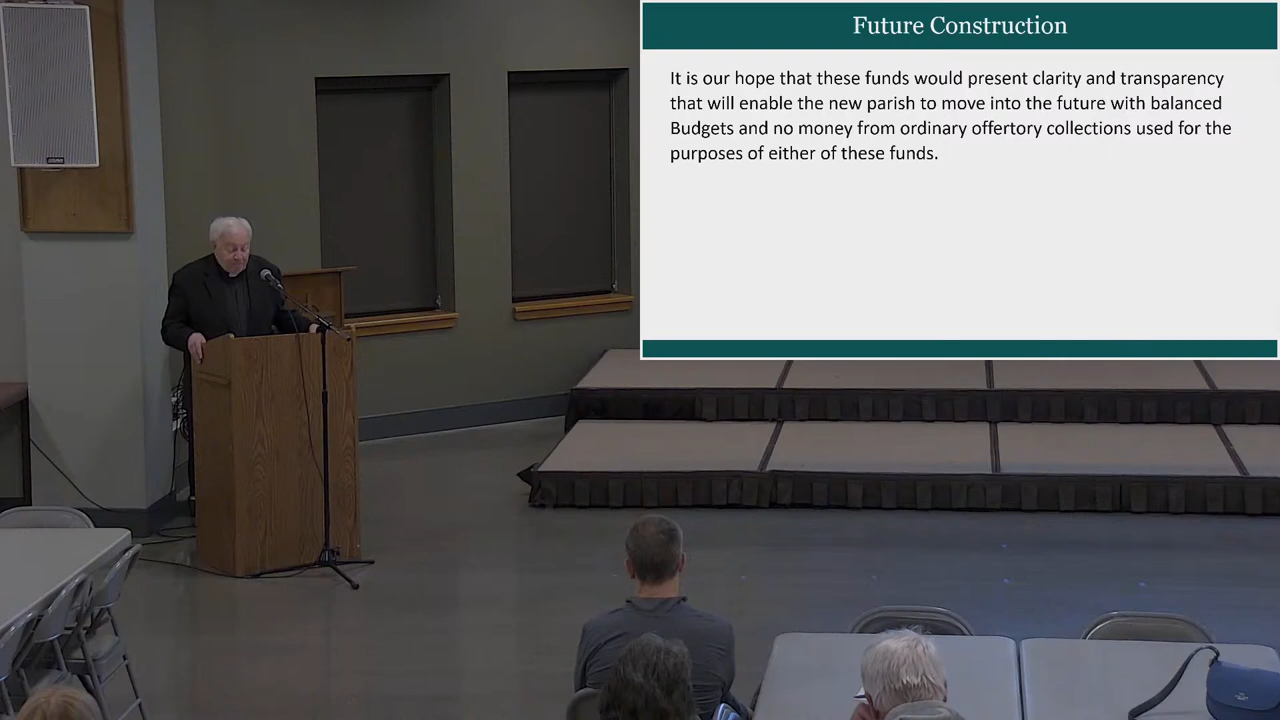 Future Construction
It is our hope that these funds would present clarity and transparency
that will enable the new parish to move into the future with balanced
Budgets and no money from ordinary offertory collections used for the
purposes of either of these funds.